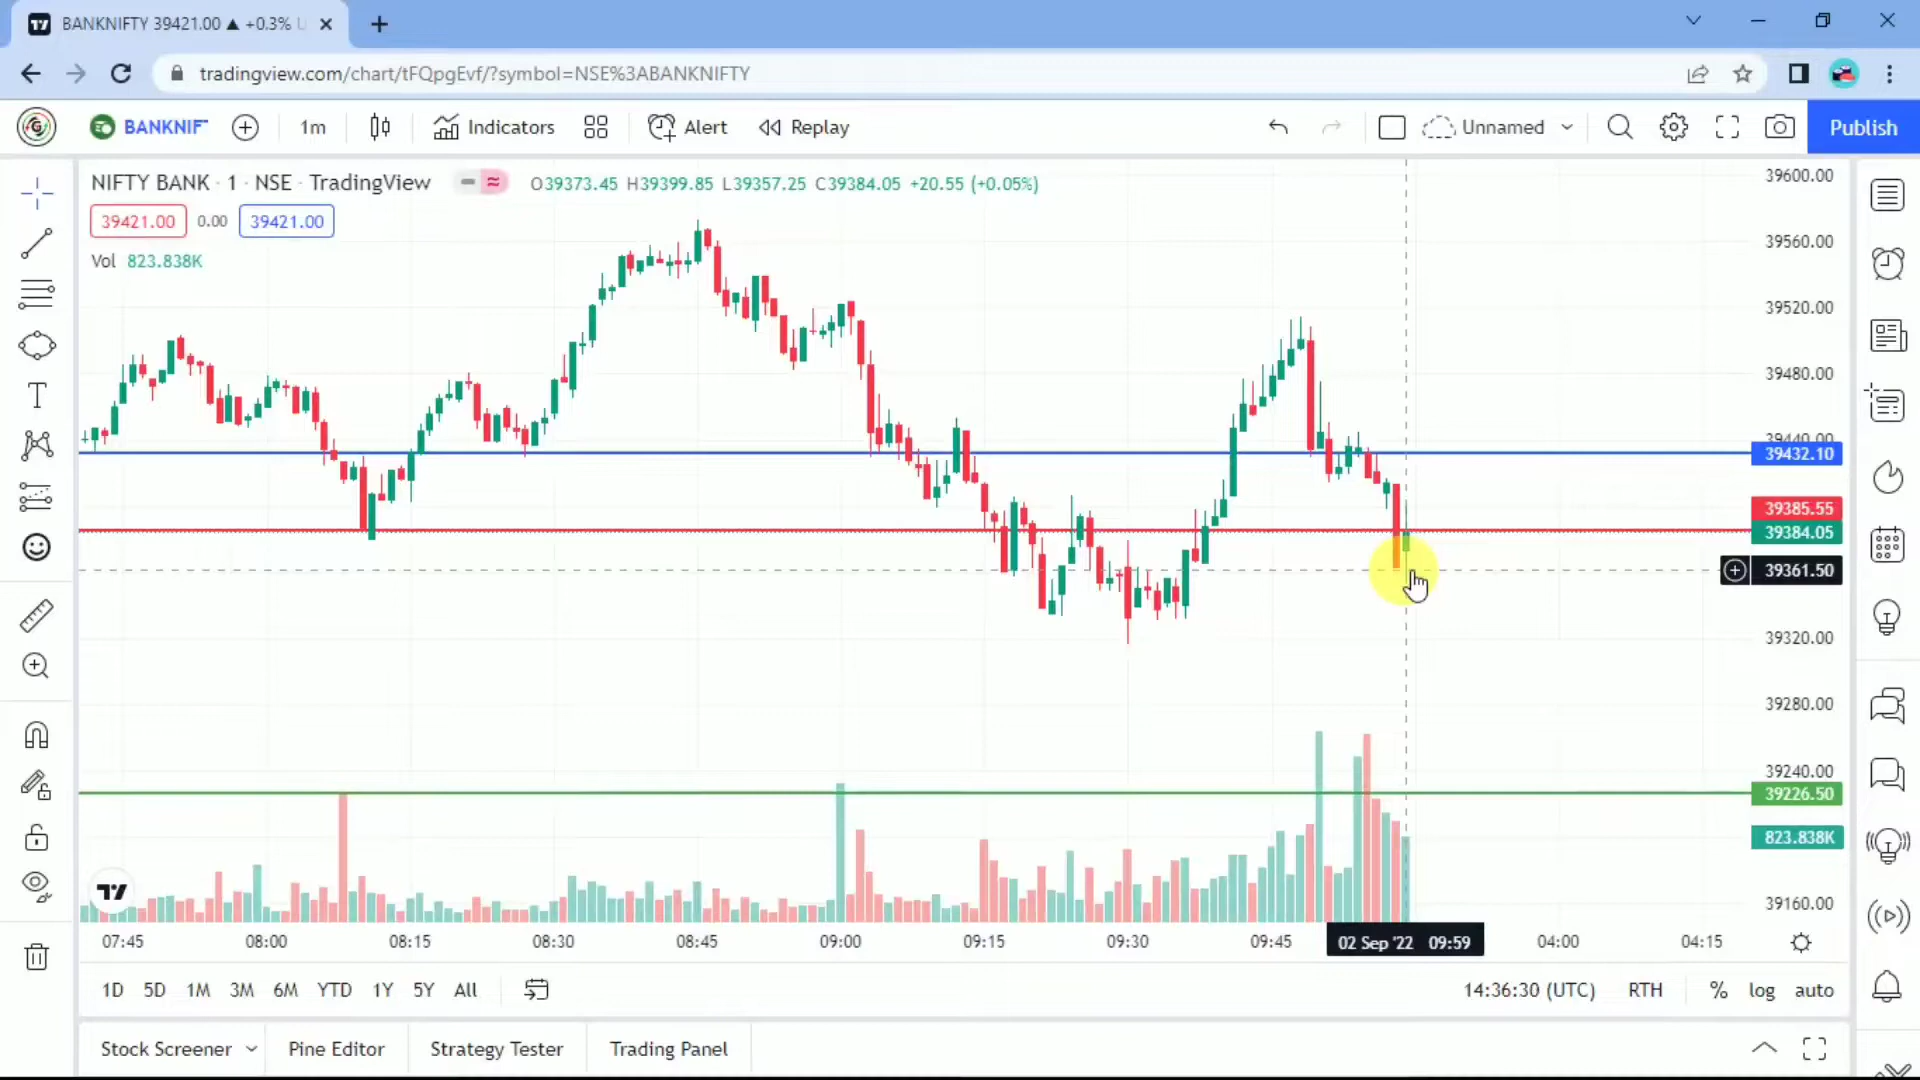 BANKNIFTY 39421.00 ▲ +0.3%
tradingview.com/chart/tFQpgEvf/?symbol=NSE%3ABANKNIFTY
BANKNIF
1m
Indicators
Alert
Replay
Unnamed
Publish
NIFTY BANK · 1 · NSE · TradingView
O39373.45 H39399.85 L39357.25 C39384.05 +20.55 (+0.05%)
39421.00 0.00 39421.00
Vol 823.838K
39600.00
39560.00
39520.00
39480.00
39440.00
39432.10
39385.55
39384.05
39361.50
39320.00
39280.00
39240.00
39226.50
823.838K
39160.00
07:45 08:00 08:15 08:30 08:45 09:00 09:15 09:30 09:45 02 Sep '22 09:59 04:00 04:15
1D 5D 1M 3M 6M YTD 1Y 5Y All
14:36:30 (UTC) RTH % log auto
Stock Screener Pine Editor Strategy Tester Trading Panel